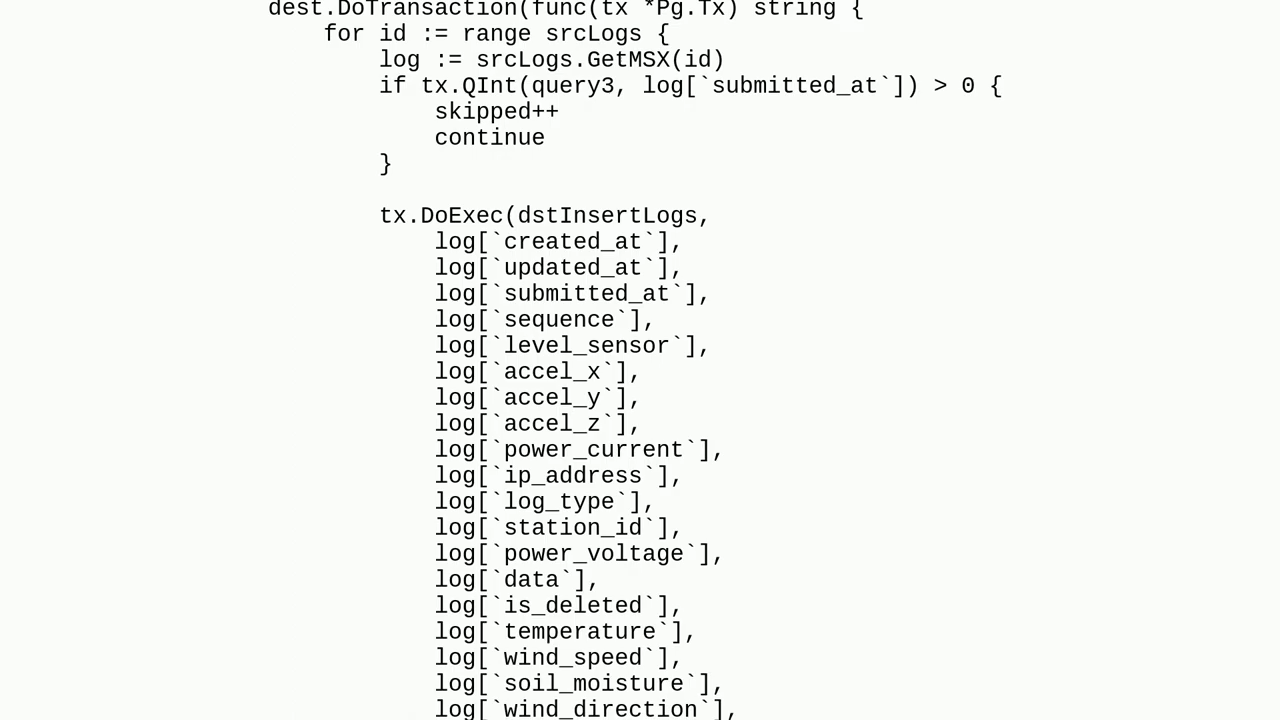 dest.DoTransaction(func(tx *Pg.Tx) string {
for id := range srcLogs {
log := srcLogs.GetMSX(id)
if tx.QInt(query3, log[`submitted_at`]) > 0 {
skipped++
continue
}
tx.DoExec(dstInsertLogs,
log[`created_at`],
log[`updated_at`],
log[`submitted_at`],
log[`sequence`],
log[`level_sensor`],
log[`accel_x`],
log[`accel_y`],
log[`accel_z`],
log[`power_current`],
log[`ip_address`],
log[`log_type`],
log[`station_id`],
log[`power_voltage`],
log[`data`],
log[`is_deleted`],
log[`temperature`],
log[`wind_speed`],
log[`soil_moisture`],
log[`wind_direction`],